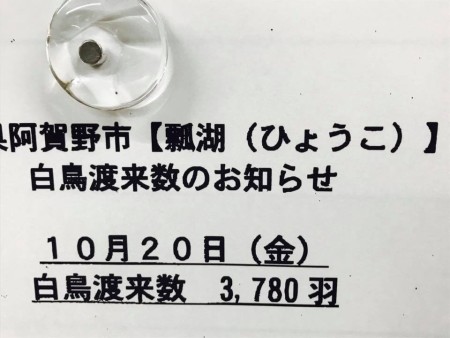 県阿賀野市【瓢湖（ひょうこ）】
白鳥渡来数のお知らせ
１０月２０日（金）
白鳥渡来数　3,780羽